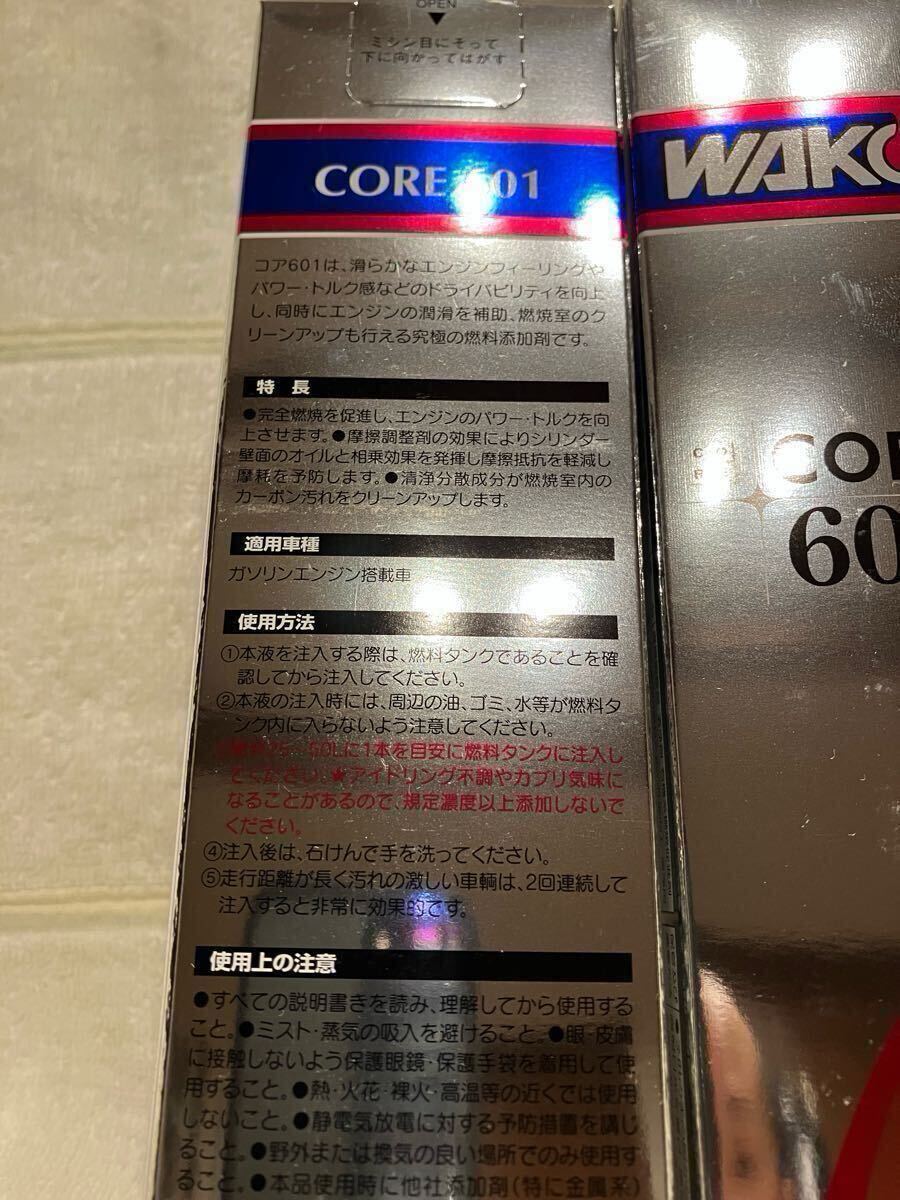 OPEN
ミシン目にそって
下に向かってはがす
CORE 601
コア601は、滑らかなエンジンフィーリングや
パワー・トルク感などのドライバビリティを向上
し、同時にエンジンの潤滑を補助、燃焼室のク
リーンアップも行える究極の燃料添加剤です。
特 長
●完全燃焼を促進し、エンジンのパワー・トルクを向
上させます。●摩擦調整剤の効果によりシリンダー
壁面のオイルと相乗効果を発揮し摩擦抵抗を軽減し
摩耗を予防します。●清浄分散成分が燃焼室内の
カーボン汚れをクリーンアップします。
適用車種
ガソリンエンジン搭載車
使用方法
①本液を注入する際は、燃料タンクであることを確
認してから注入してください。
②本液の注入時には、周辺の油、ゴミ、水等が燃料タ
ンク内に入らないよう注意してください。
50Lに1本を目安に燃料タンクに注入し
てください。★アイドリング不調やカブリ気味に
なることがあるので、規定濃度以上添加しないで
ください。
④注入後は、石けんで手を洗ってください。
⑤走行距離が長く汚れの激しい車輌は、2回連続して
注入すると非常に効果的です。
使用上の注意
●すべての説明書きを読み、理解してから使用する
こと。●ミスト・蒸気の吸入を避けること。●眼・皮膚
に接触しないよう保護眼鏡・保護手袋を着用して使
用すること。●熱・火花・裸火・高温等の近くでは使用
しないこと。●静電気放電に対する予防措置を講じ
ること。●野外または換気の良い場所でのみ使用す
ること。●本品使用時に他社添加剤(特に金属系)
WAKO
COR
60